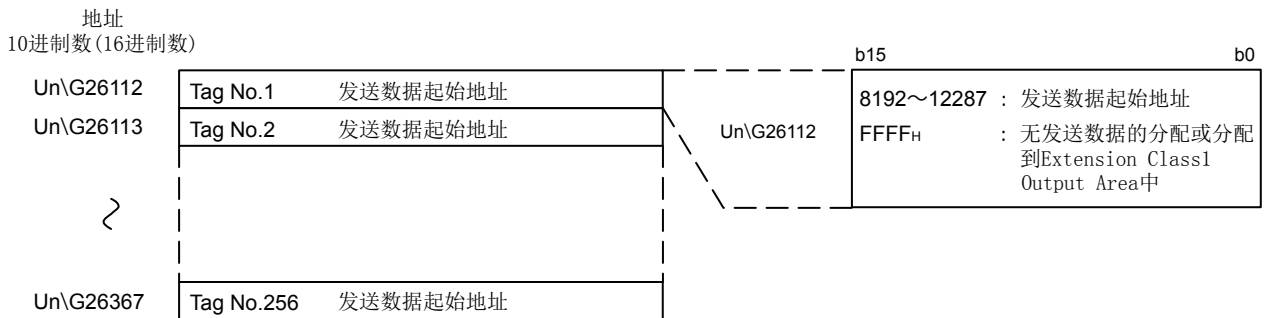 地址
10进制数(16进制数)
b15 b0
Un\G26112 Tag No.1 发送数据起始地址
Un\G26113 Tag No.2 发送数据起始地址
Un\G26112
8192～12287 : 发送数据起始地址
FFFFH : 无发送数据的分配或分配
到Extension Class1
Output Area中
Un\G26367 Tag No.256 发送数据起始地址